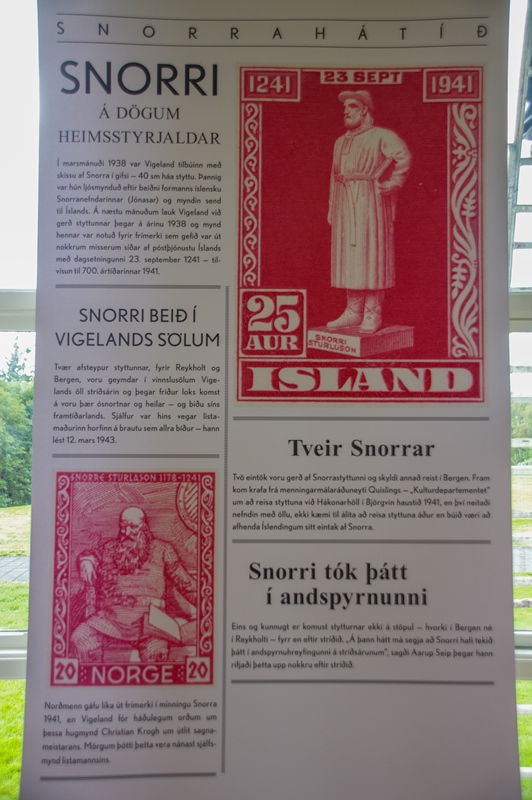 SNORRAHÁTÍÐ
SNORRI
Á DÖGUM
HEIMSSTYRJALDAR
Í marsmánuði 1938 var Vigeland tilbúinn með
skissu af Snorra í gifsi – 40 sm háa styttu. Þannig
var hún ljósmynduð eftir beiðni formanns íslensku
Snorranefndarinnar (Jónasar) og myndin send
til Íslands. Á næstu mánuðum lauk Vigeland við
gerð styttunnar þegar á árinu 1938 og mynd
hennar var notuð fyrir frímerki sem gefið var út
nokkrum misserum síðar af póstþjónustu Íslands
með dagsetningunni 23. september 1241 – til-
vísun til 700. ártíðarinnar 1941.
SNORRI BEIÐ Í
VIGELANDS SÖLUM
Tvær afsteypur styttunnar, fyrir Reykholt og
Bergen, voru geymdar í vinnslusölum Vige-
lands öll stríðsárin og þegar friður loks komst
á voru þær ósnortnar og heilar – og biðu síns
framtíðarlands. Sjálfur var hins vegar lista-
maðurinn horfinn á brautu sem allra bíður – hann
lést 12. mars 1943.
SNORRE STURLASON 1178-1241
20 NORGE 20
Norðmenn gáfu líka út frímerki í minningu Snorra
1941, en Vigeland fór háðulegum orðum um
þessa hugmynd Christian Krogh um útlit sagna-
meistarans. Mörgum þótti þetta vera nánast sjálfs-
mynd listamannsins.
1241 23 SEPT 1941
25
AUR
SNORRI
STURLUSON
ISLAND
Tveir Snorrar
Tvö eintök voru gerð af Snorrastyttunni og skyldi annað reist í Bergen. Fram
kom krafa frá menningarmálaráðuneyti Quislings – „Kulturdepartementet“
um að reisa styttuna við Hákonarhöll í Björgvin haustið 1941, en því neitaði
nefndin með öllu, ekki kæmi til álita að reisa styttuna áður en búið væri að
afhenda Íslendingum sitt eintak af Snorra.
Snorri tók þátt
í andspyrnunni
Eins og kunnugt er komust stytturnar ekki á stöpul – hvorki í Bergen né
í Reykholti – fyrr en eftir stríðið. „Á þann hátt má segja að Snorri hafi tekið
þátt í andspyrnuhreyfingunni á stríðsárunum“, sagði Aarup Seip þegar hann
rifjaði þetta upp nokkru eftir stríðið.